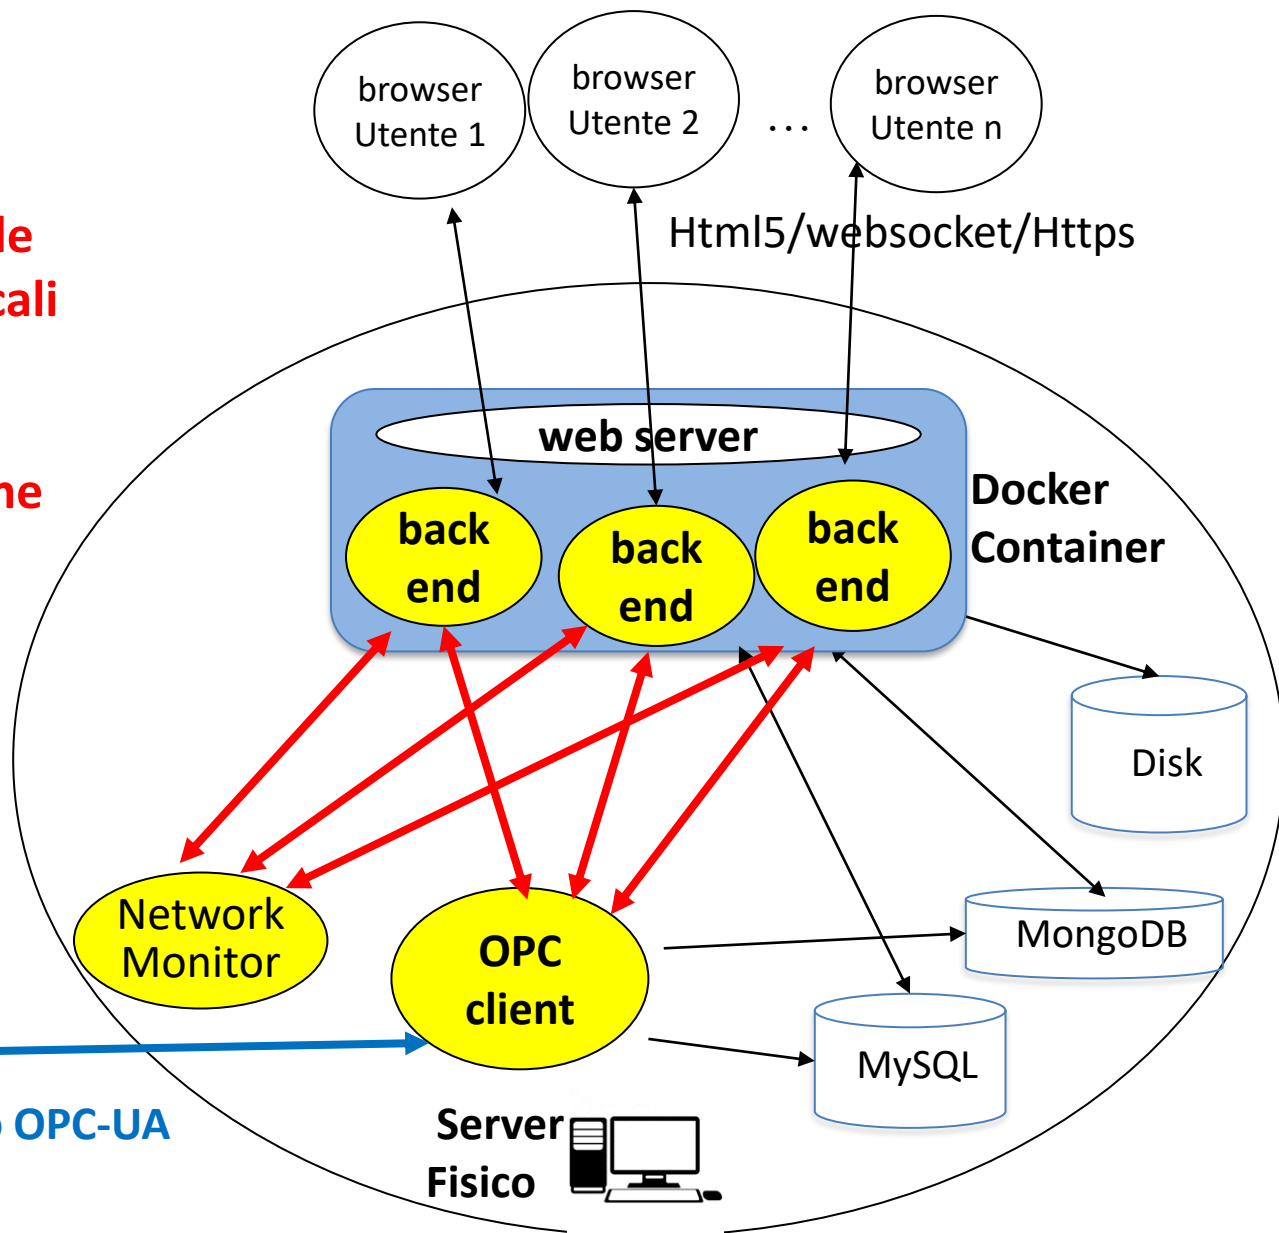 browser
Utente 1
browser
Utente 2
...
browser
Utente n
Html5/websocket/Https
web server
back
end
back
end
back
end
Docker
Container
Disk
Network
Monitor
OPC
client
MongoDB
MySQL
OPC-UA
Server
Fisico